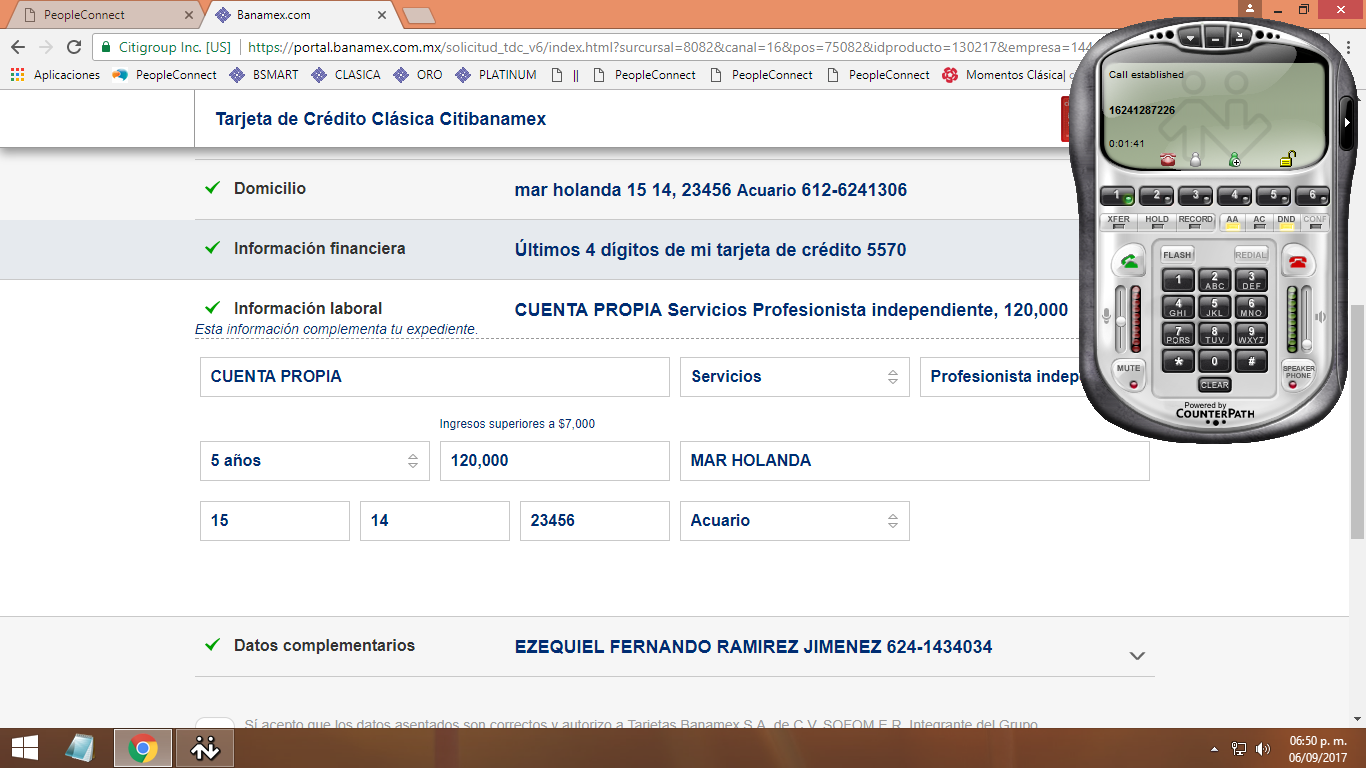 PeopleConnect
Banamex.com
Citigroup Inc. [US] https://portal.banamex.com.mx/solicitud_tdc_v6/index.html?surcursal=8082&canal=16&pos=75082&idproducto=130217&empresa=144
Aplicaciones PeopleConnect BSMART CLASICA ORO PLATINUM || PeopleConnect PeopleConnect PeopleConnect Momentos Clásica|
Tarjeta de Crédito Clásica Citibanamex
Domicilio mar holanda 15 14, 23456 Acuario 612-6241306
Información financiera Últimos 4 dígitos de mi tarjeta de crédito 5570
Información laboral CUENTA PROPIA Servicios Profesionista independiente, 120,000
Esta información complementa tu expediente.
CUENTA PROPIA Servicios Profesionista indep
Ingresos superiores a $7,000
5 años 120,000 MAR HOLANDA
15 14 23456 Acuario
Datos complementarios EZEQUIEL FERNANDO RAMIREZ JIMENEZ 624-1434034
Sí acepto que los datos asentados son correctos y autorizo a Tarjetas Banamex S.A. de C.V. SOFOM E.R. Integrante del Grupo
Call established
16241287226
0:01:41
1 2 3 4 5 6
XFER HOLD RECORD AA AC DND CONF
FLASH REDIAL
1 2 ABC 3 DEF
4 GHI 5 JKL 6 MNO
7 PQRS 8 TUV 9 WXYZ
* 0 #
MUTE CLEAR SPEAKER PHONE
Powered by
COUNTERPATH
06:50 p. m.
06/09/2017